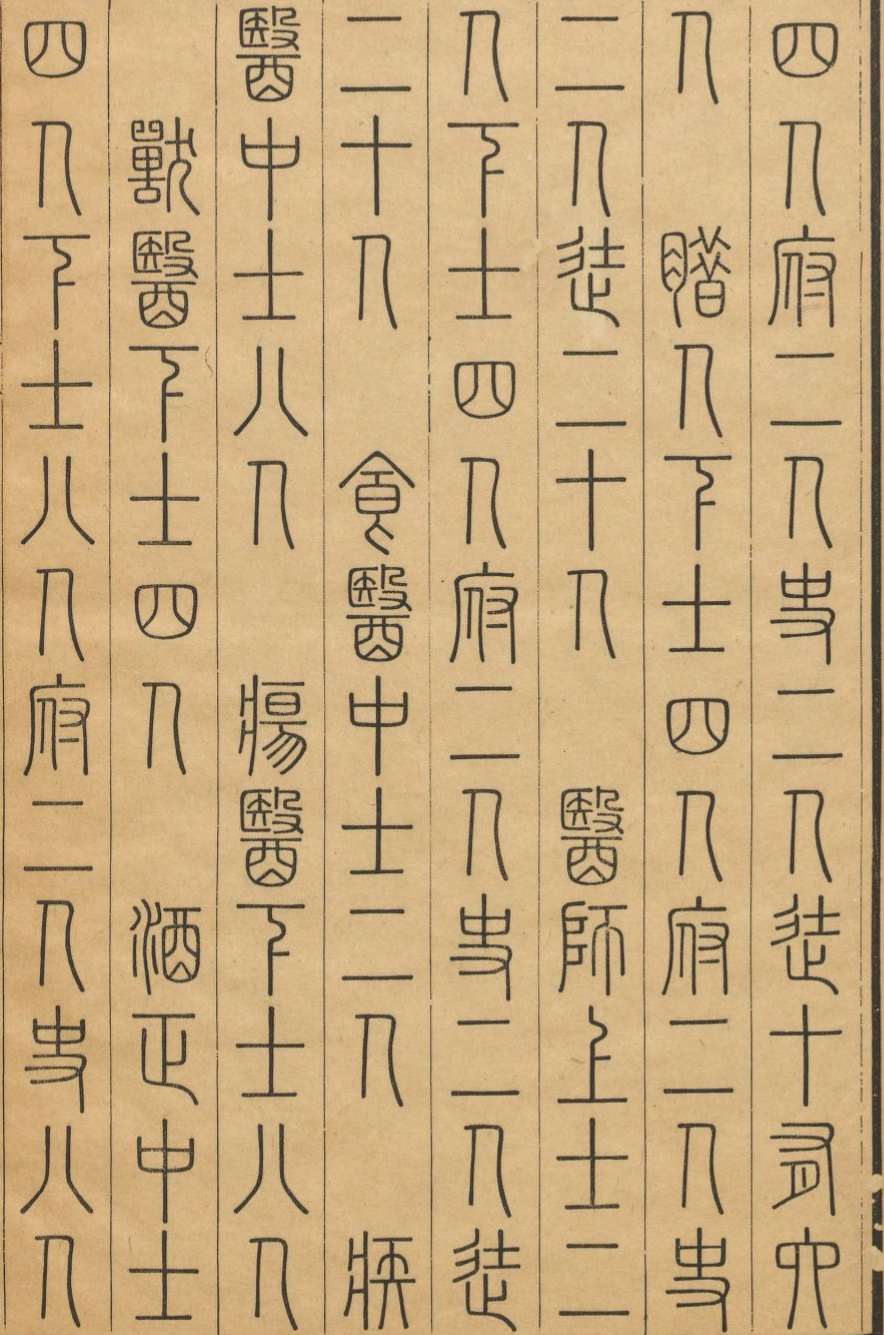 四人府二人史二人徒十有六
人　腊人下士四人府二人史
二人徒二十人　醫師上士二
人下士四人府二人史二人徒
二十人　食醫中士二人　疾
醫中士八人　瘍醫下士八人
　獸醫下士四人　酒正中士
四人下士八人府二人史八人